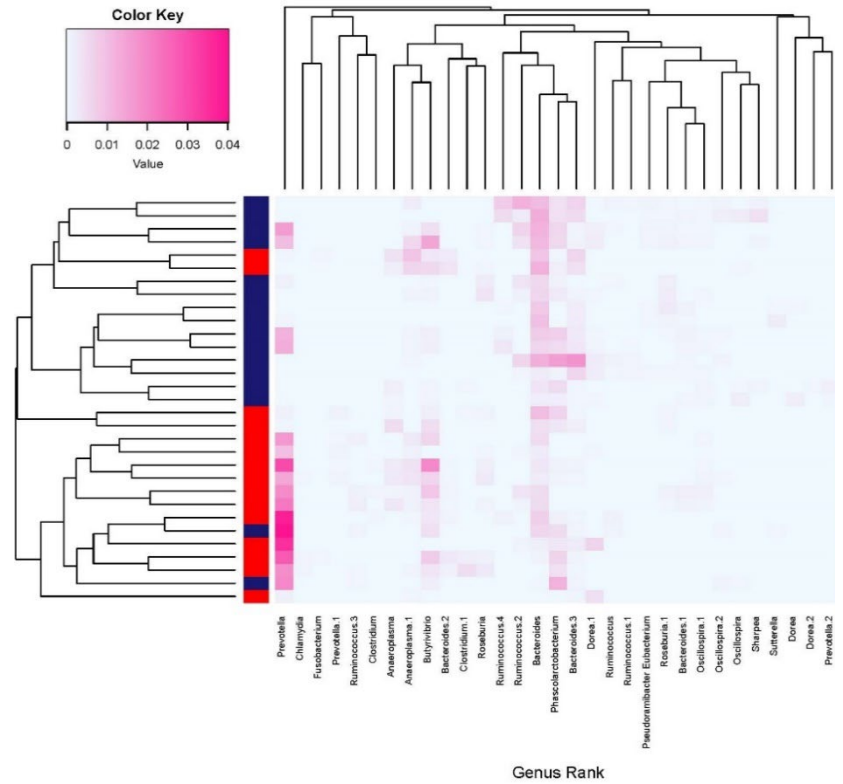 Color Key
0 0.01 0.02 0.03 0.04
Value
Prevotella
Chlamydia
Fusobacterium
Prevotella.1
Ruminococcus.3
Clostridium
Anaeroplasma
Anaeroplasma.1
Butyrivibrio
Bacteroides.2
Clostridium.1
Roseburia
Ruminococcus.4
Ruminococcus.2
Bacteroides
Phascolarctobacterium
Bacteroides.3
Dorea.1
Ruminococcus
Ruminococcus.1
Pseudoramibacter Eubacterium
Roseburia.1
Bacteroides.1
Oscillospira.1
Oscillospira.2
Oscillospira
Sharpea
Sutterella
Dorea
Dorea.2
Prevotella.2
Genus Rank